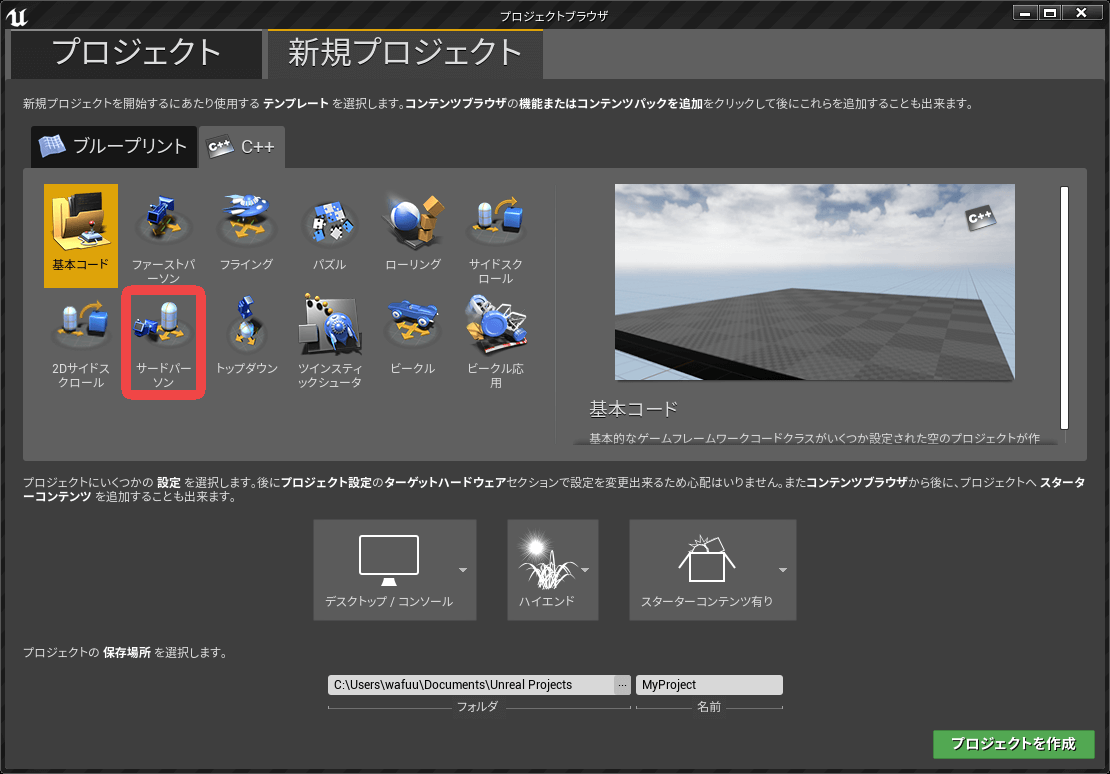 プロジェクトブラウザ
プロジェクト
新規プロジェクト
新規プロジェクトを開始するにあたり使用する テンプレート を選択します。コンテンツブラウザの機能またはコンテンツパックを追加をクリックして後にこれらを追加することも出来ます。
ブループリント
C++
C++
C++
基本コード
ファーストパ
ーソン
フライング
パズル
ローリング
サイドスク
ロール
2Dサイドス
クロール
サードパー
ソン
トップダウン
ツインスティ
ックシュータ
ビークル
ビークル応
用
基本コード
基本的なゲームフレームワークコードクラスがいくつか設定された空のプロジェクトが作
プロジェクトにいくつかの 設定 を選択します。後にプロジェクト設定のターゲットハードウェアセクションで設定を変更出来るため心配はいりません。またコンテンツブラウザから後に、プロジェクトへ スタータ
ーコンテンツ を追加することも出来ます。
デスクトップ / コンソール
ハイエンド
スターターコンテンツ有り
プロジェクトの 保存場所 を選択します。
C:\Users\wafuu\Documents\Unreal Projects
...
MyProject
フォルダ
名前
プロジェクトを作成